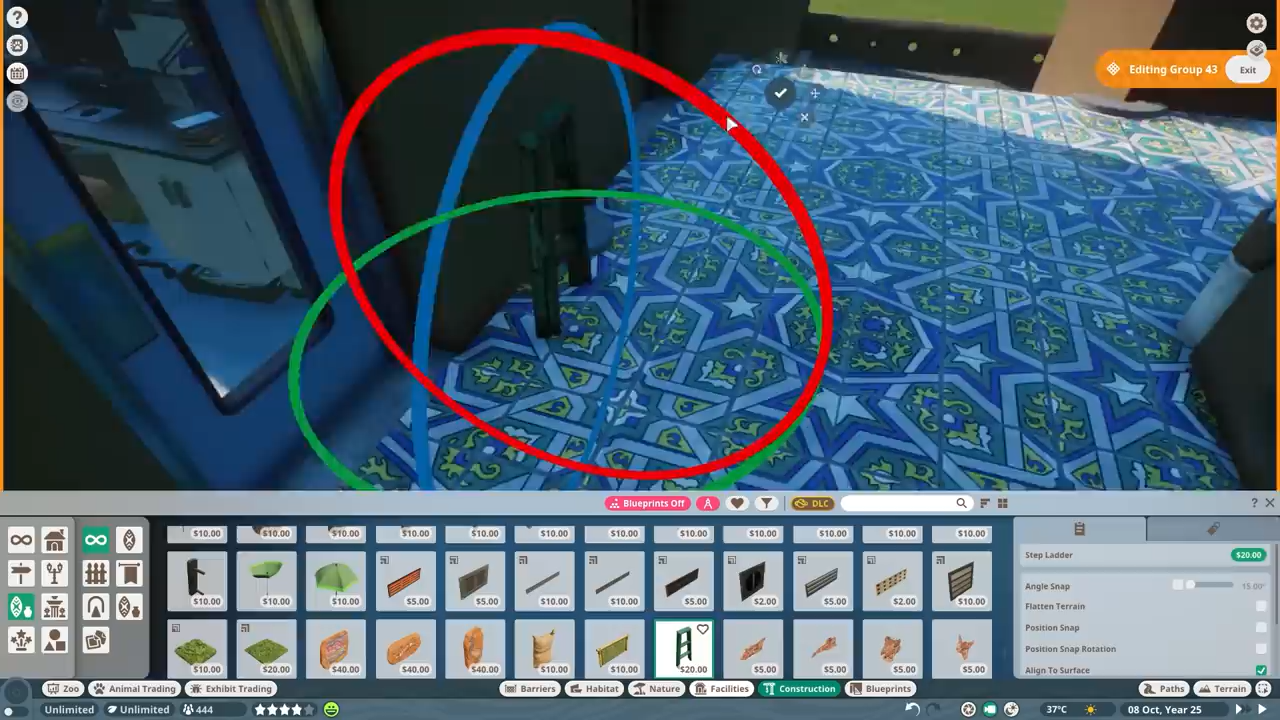 Editing Group 43
Exit
Blueprints Off
DLC
$10.00 $10.00 $10.00 $10.00 $10.00 $10.00 $10.00 $10.00 $10.00 $10.00 $10.00 $10.00
$10.00 $10.00 $10.00 $5.00 $5.00 $10.00 $10.00 $5.00 $2.00 $5.00 $2.00 $10.00
$10.00 $20.00 $40.00 $40.00 $40.00 $10.00 $10.00 $20.00 $5.00 $5.00 $5.00 $5.00
Step Ladder $20.00
Angle Snap 15.00°
Flatten Terrain
Position Snap
Position Snap Rotation
Align To Surface
Zoo Animal Trading Exhibit Trading Barriers Habitat Nature Facilities Construction Blueprints Paths Terrain
Unlimited Unlimited 444 37°C 08 Oct, Year 25